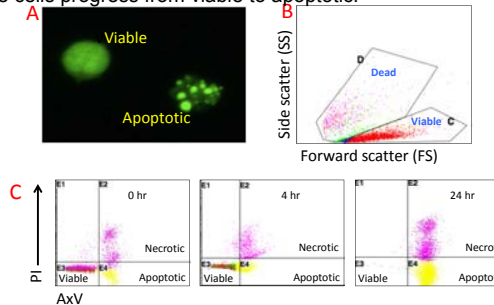 cells progress from viable to apoptotic.
A
Viable
Apoptotic
B
Side scatter (SS)
D
Dead
Viable
C
Forward scatter (FS)
C
PI
E1 E2
0 hr
Necrotic
E3 E4
Viable
Apoptotic
E1 E2
4 hr
Necrotic
E3 E4
Viable
Apoptotic
E1 E2
24 hr
Necro
E3 E4
Viable
Apopto
AxV